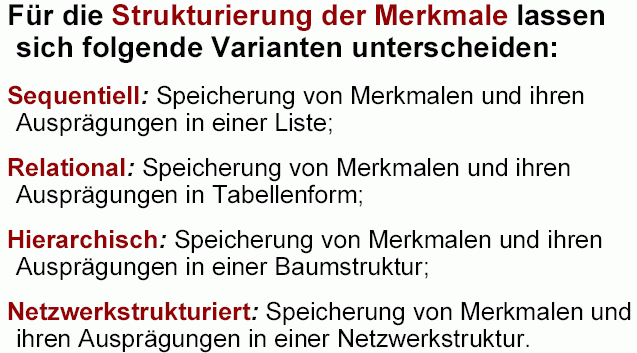 Für die Strukturierung der Merkmale lassen
sich folgende Varianten unterscheiden:
Sequentiell: Speicherung von Merkmalen und ihren
Ausprägungen in einer Liste;
Relational: Speicherung von Merkmalen und ihren
Ausprägungen in Tabellenform;
Hierarchisch: Speicherung von Merkmalen und ihren
Ausprägungen in einer Baumstruktur;
Netzwerkstrukturiert: Speicherung von Merkmalen und
ihren Ausprägungen in einer Netzwerkstruktur.